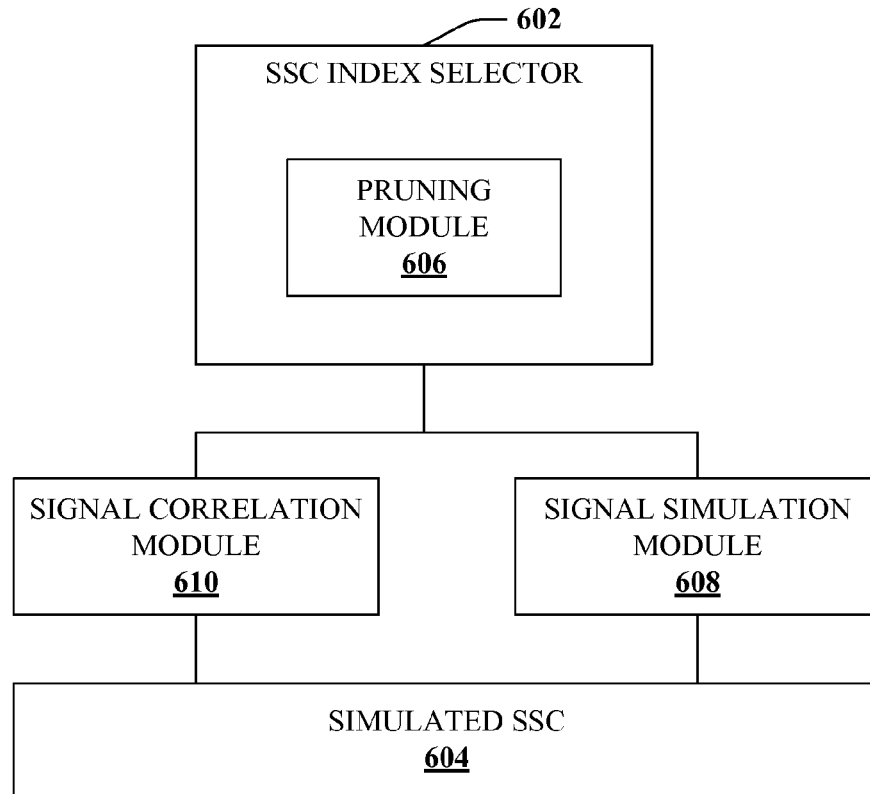 602
SSC INDEX SELECTOR
PRUNING
MODULE
606
SIGNAL CORRELATION
MODULE
610
SIGNAL SIMULATION
MODULE
608
SIMULATED SSC
604